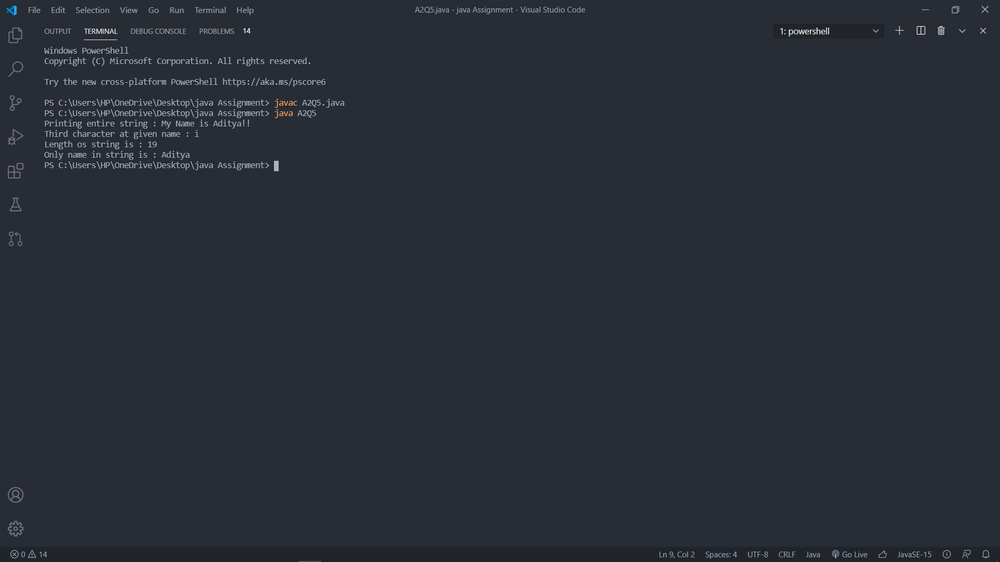 File Edit Selection View Go Run Terminal Help
A2Q5.java - java Assignment - Visual Studio Code
OUTPUT TERMINAL DEBUG CONSOLE PROBLEMS 14
1: powershell
Windows PowerShell
Copyright (C) Microsoft Corporation. All rights reserved.
Try the new cross-platform PowerShell https://aka.ms/pscore6
PS C:\Users\HP\OneDrive\Desktop\java Assignment> javac A2Q5.java
PS C:\Users\HP\OneDrive\Desktop\java Assignment> java A2Q5
Printing entire string : My Name is Aditya!!
Third character at given name : i
Length os string is : 19
Only name in string is : Aditya
PS C:\Users\HP\OneDrive\Desktop\java Assignment>
0 14
Ln 9, Col 2 Spaces: 4 UTF-8 CRLF Java Go Live JavaSE-15